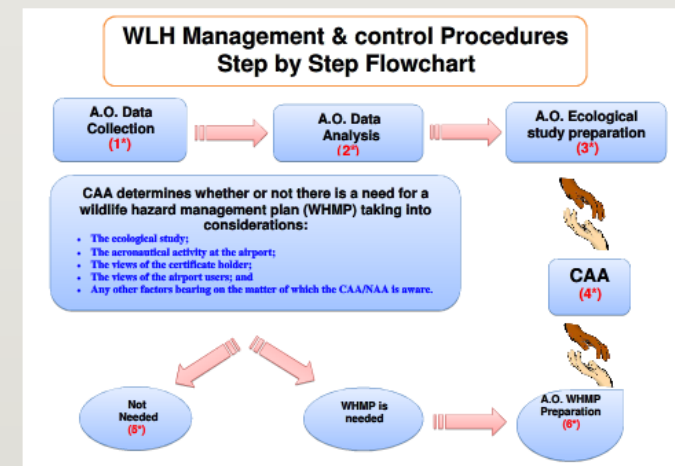 WLH Management & control Procedures
Step by Step Flowchart
A.O. Data
Collection
(1*)
A.O. Data
Analysis
(2*)
A.O. Ecological
study preparation
(3*)
CAA determines whether or not there is a need for a
wildlife hazard management plan (WHMP) taking into
considerations:
• The ecological study;
• The aeronautical activity at the airport;
• The views of the certificate holder;
• The views of the airport users; and
• Any other factors bearing on the matter of which the CAA/NAA is aware.
CAA
(4*)
Not
Needed
(5*)
WHMP is
needed
A.O. WHMP
Preparation
(6*)